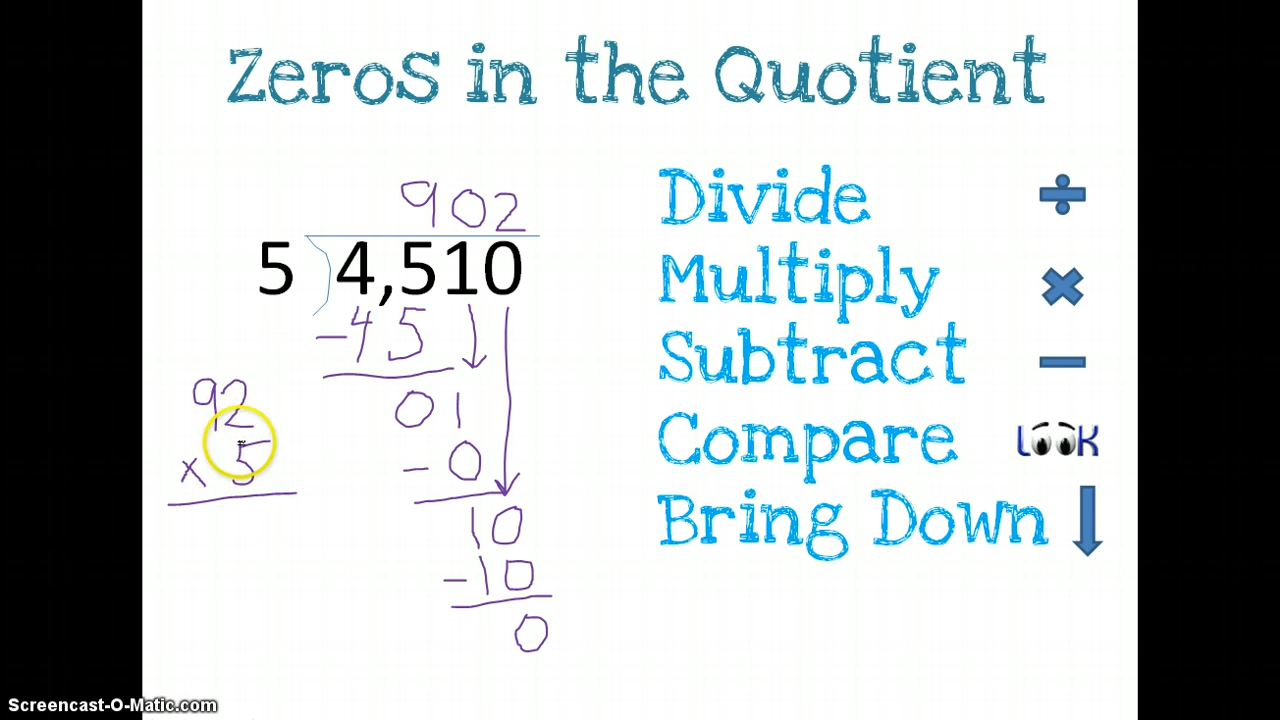 Zeros in the Quotient
902
5 4,510
-45
01
-0
10
-10
0
92
x 5
Divide ÷
Multiply ×
Subtract −
Compare LOOK
Bring Down
Screencast-O-Matic.com